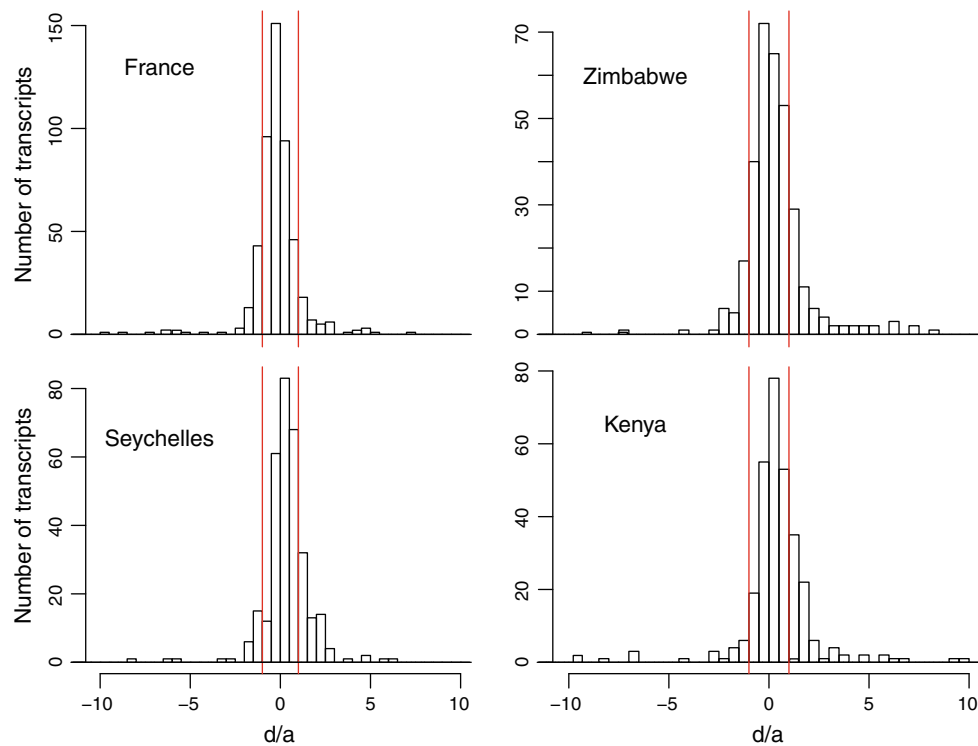 Number of transcripts
0 50 100 150
France
10 30 50 70
0
Zimbabwe
Number of transcripts
0 20 40 60 80
Seychelles
−10 −5 0 5 10
d/a
0 20 40 60 80
Kenya
−10 −5 0 5 10
d/a